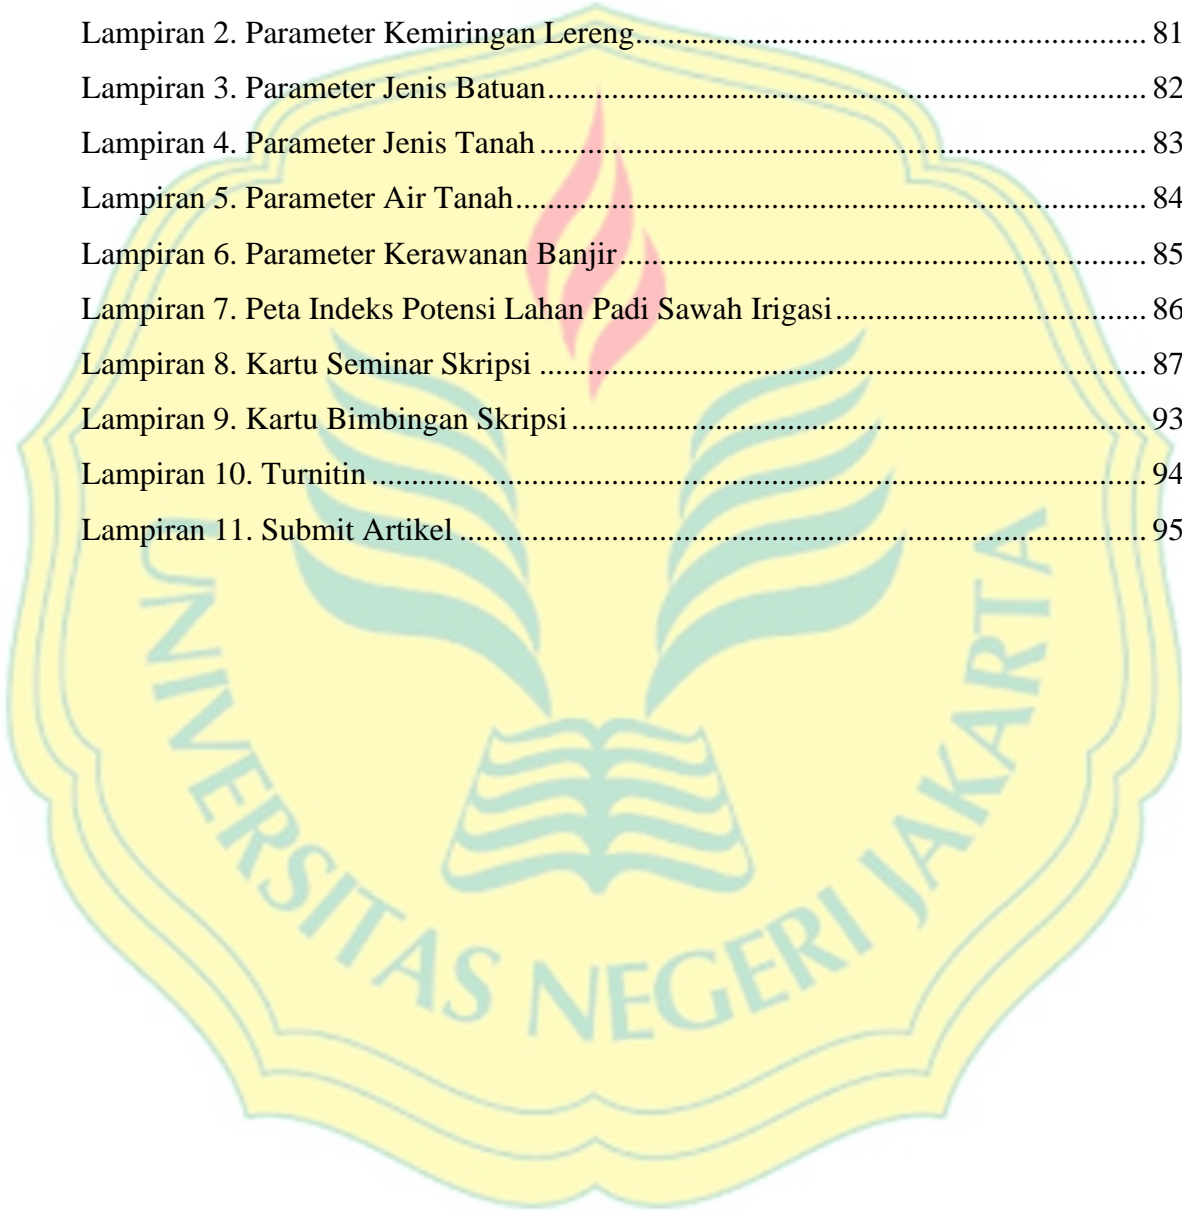 Lampiran 2. Parameter Kemiringan Lereng................................................................ 81
Lampiran 3. Parameter Jenis Batuan........................................................................... 82
Lampiran 4. Parameter Jenis Tanah ............................................................................ 83
Lampiran 5. Parameter Air Tanah............................................................................... 84
Lampiran 6. Parameter Kerawanan Banjir.................................................................. 85
Lampiran 7. Peta Indeks Potensi Lahan Padi Sawah Irigasi....................................... 86
Lampiran 8. Kartu Seminar Skripsi ............................................................................ 87
Lampiran 9. Kartu Bimbingan Skripsi........................................................................ 93
Lampiran 10. Turnitin ................................................................................................. 94
Lampiran 11. Submit Artikel ...................................................................................... 95
UNIVERSITAS NEGERI JAKARTA